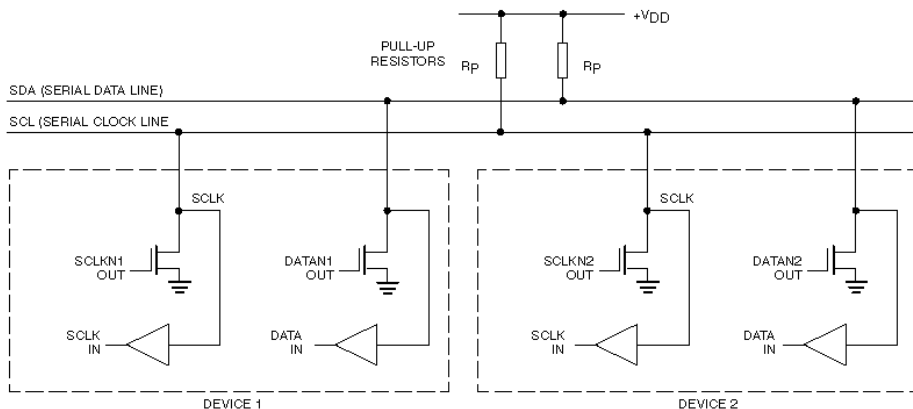 +VDD
PULL-UP
RESISTORS
RP
RP
SDA (SERIAL DATA LINE)
SCL (SERIAL CLOCK LINE
SCLK
SCLK
SCLKN1
OUT
DATAN1
OUT
SCLKN2
OUT
DATAN2
OUT
SCLK
IN
DATA
IN
SCLK
IN
DATA
IN
DEVICE 1
DEVICE 2